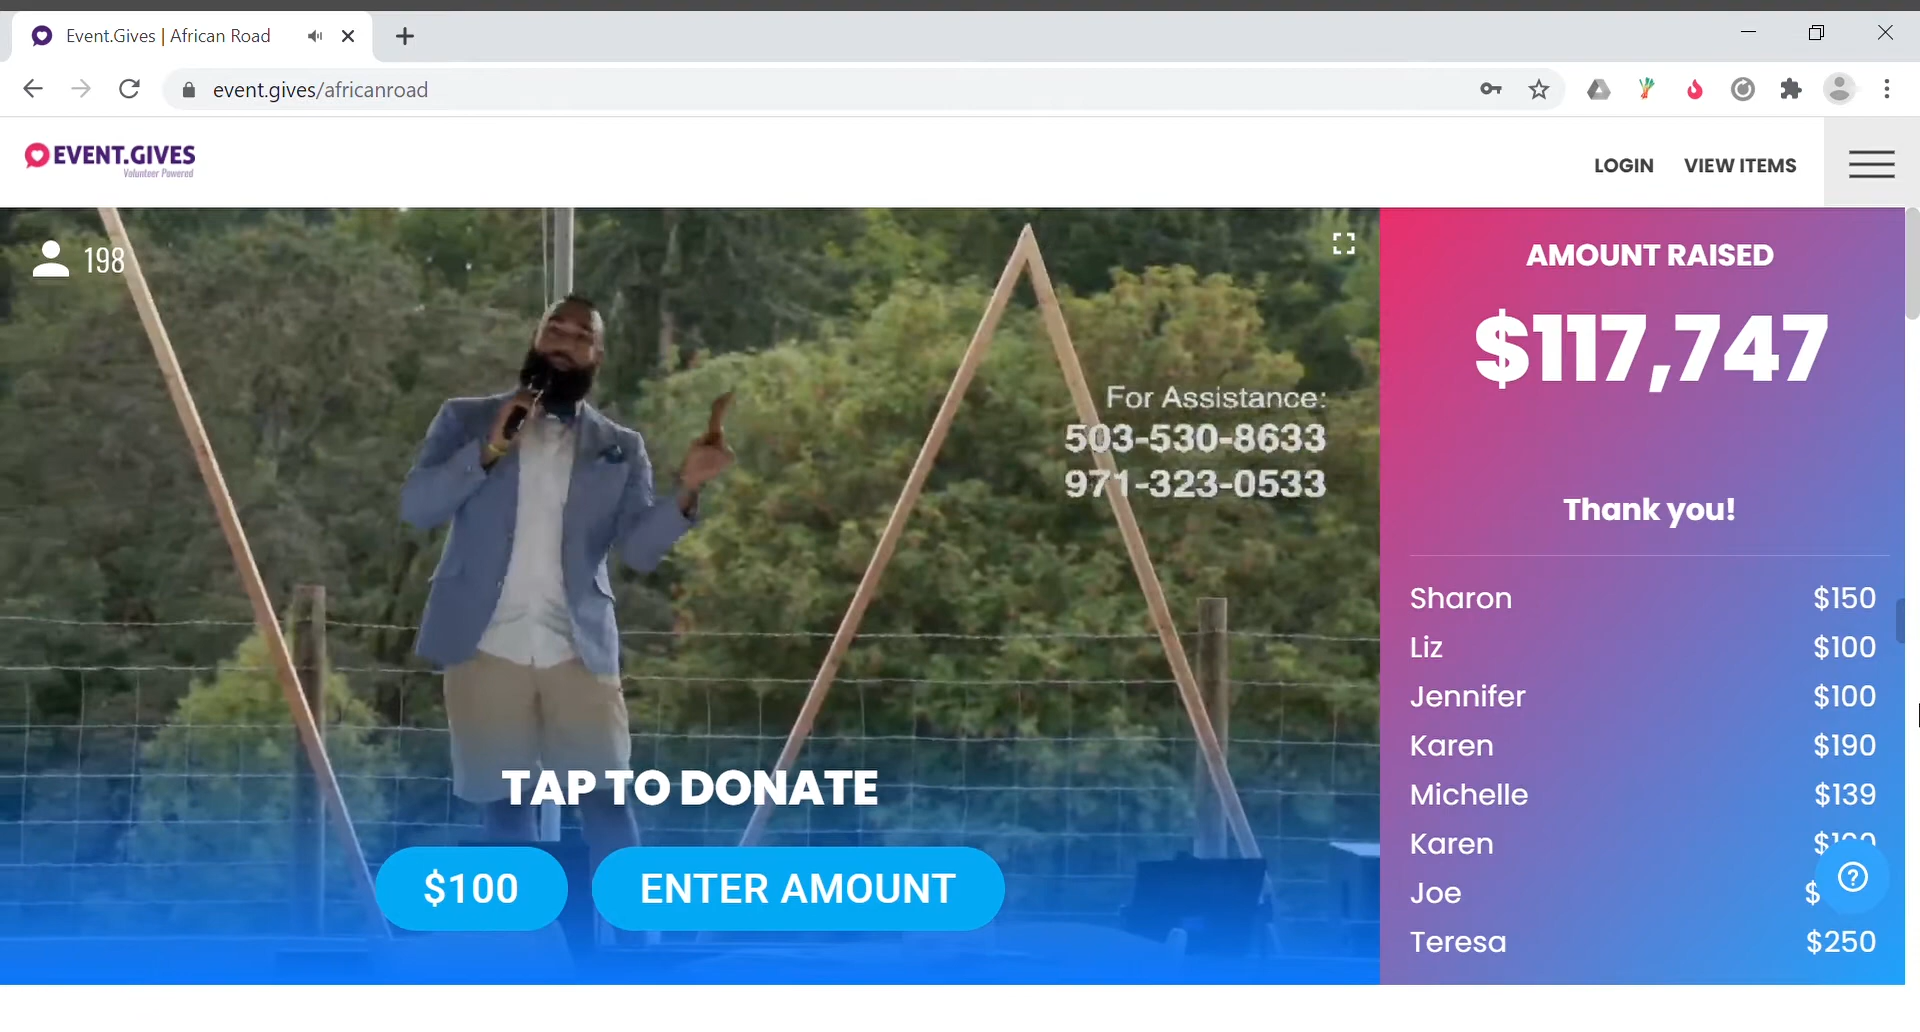 Event.Gives | African Road
event.gives/africanroad
EVENT.GIVES
Volunteer Powered
LOGIN
VIEW ITEMS
198
For Assistance:
503-530-8633
971-323-0533
TAP TO DONATE
$100
ENTER AMOUNT
AMOUNT RAISED
$117,747
Thank you!
Sharon $150
Liz $100
Jennifer $100
Karen $190
Michelle $139
Karen
Joe $
Teresa $250